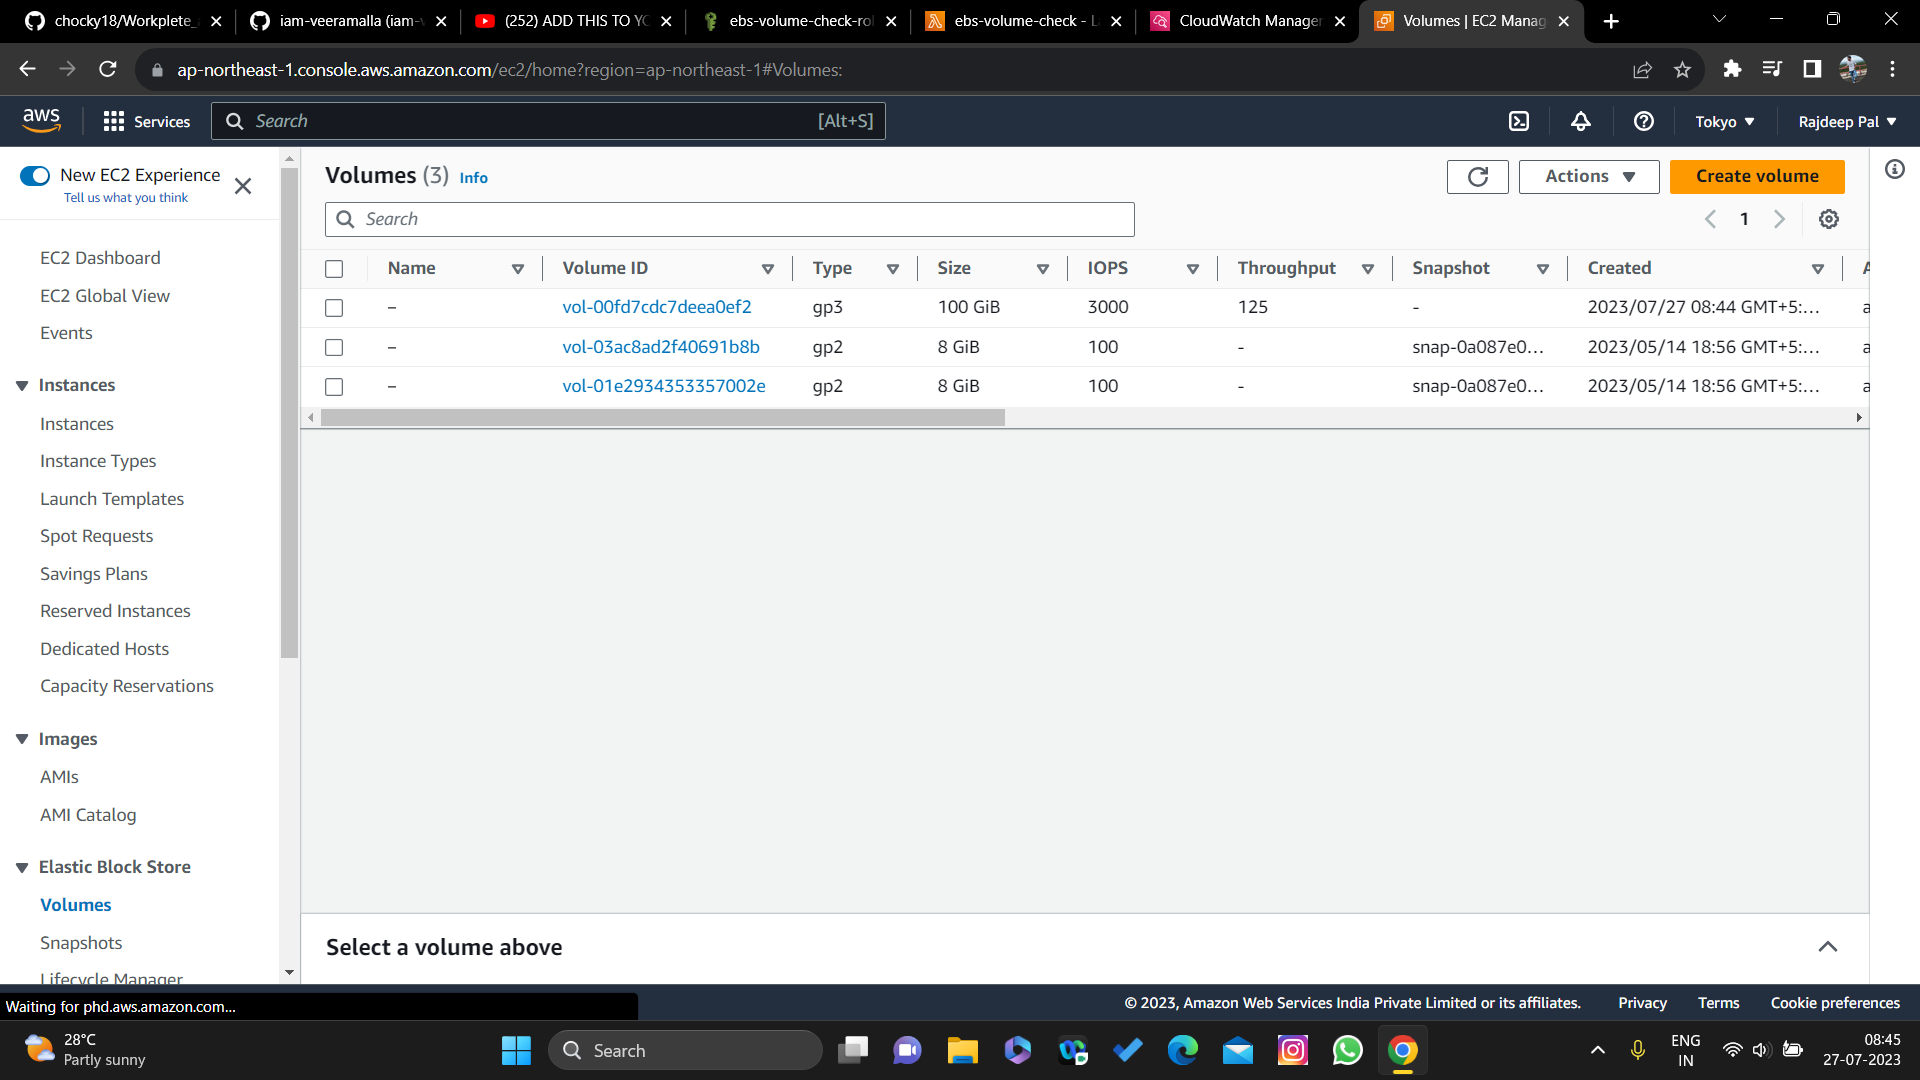 chocky18/Workplete_
iam-veeramalla (iam-v
(252) ADD THIS TO YO
ebs-volume-check-rol
ebs-volume-check - L
CloudWatch Manager
Volumes | EC2 Manag
ap-northeast-1.console.aws.amazon.com/ec2/home?region=ap-northeast-1#Volumes:
aws
Services
Search
[Alt+S]
Tokyo
Rajdeep Pal
New EC2 Experience
Tell us what you think
EC2 Dashboard
EC2 Global View
Events
Instances
Instances
Instance Types
Launch Templates
Spot Requests
Savings Plans
Reserved Instances
Dedicated Hosts
Capacity Reservations
Images
AMIs
AMI Catalog
Elastic Block Store
Volumes
Snapshots
Lifecycle Manager
Volumes (3) Info
Actions
Create volume
Search
1
Name Volume ID Type Size IOPS Throughput Snapshot Created A
– vol-00fd7cdc7deea0ef2 gp3 100 GiB 3000 125 - 2023/07/27 08:44 GMT+5:... a
– vol-03ac8ad2f40691b8b gp2 8 GiB 100 - snap-0a087e0... 2023/05/14 18:56 GMT+5:... a
– vol-01e2934353357002e gp2 8 GiB 100 - snap-0a087e0... 2023/05/14 18:56 GMT+5:... a
Select a volume above
Waiting for phd.aws.amazon.com...
© 2023, Amazon Web Services India Private Limited or its affiliates.
Privacy
Terms
Cookie preferences
28°C
Partly sunny
Search
ENG
IN
08:45
27-07-2023